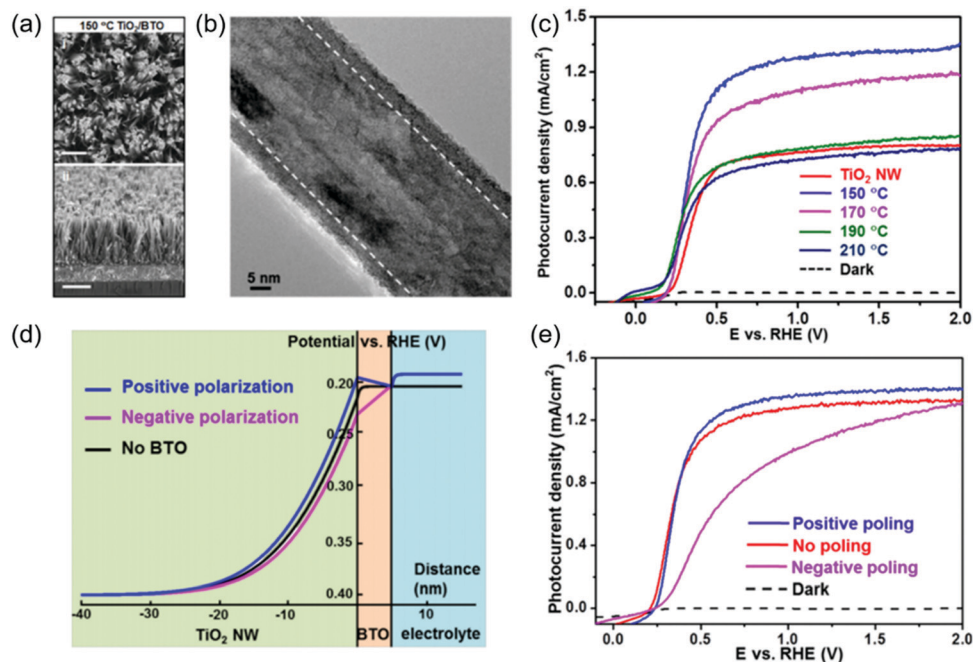 (a)
150 °C TiO2/BTO
i
ii
(b)
5 nm
(c)
Photocurrent density (mA/cm²)
1.5
1.2
0.9
0.6
0.3
0.0
TiO₂ NW
150 °C
170 °C
190 °C
210 °C
Dark
0.0 0.5 1.0 1.5 2.0
E vs. RHE (V)
(d)
Potential vs. RHE (V)
Positive polarization
Negative polarization
No BTO
0.20
0.25
0.30
0.35
0.40
Distance
(nm)
-40 -30 -20 -10 10
TiO₂ NW BTO electrolyte
(e)
Photocurrent density (mA/cm²)
1.6
1.2
1.4
0.4
0.0
Positive poling
No poling
Negative poling
Dark
0.0 0.5 1.0 1.5 2.0
E vs. RHE (V)